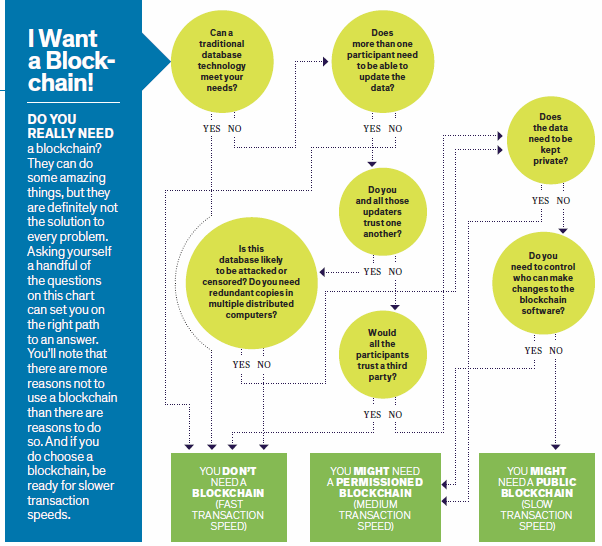 I Want
a Block-
chain!
DO YOU
REALLY NEED
a blockchain?
They can do
some amazing
things, but they
are definitely not
the solution to
every problem.
Asking yourself
a handful of
the questions
on this chart
can set you on
the right path
to an answer.
You'll note that
there are more
reasons not to
use a blockchain
than there are
reasons to do
so. And if you
do choose a
blockchain, be
ready for slower
transaction
speeds.
Can a
traditional
database
technology
meet your
needs?
YES NO
Does
more than one
participant need
to be able to
update the
data?
YES NO
Does
the data
need to be
kept
private?
YES NO
Do you
and all those
updaters
trust one
another?
YES NO
Is this
database likely
to be attacked or
censored? Do you need
redundant copies in
multiple distributed
computers?
YES NO
Do you
need to control
who can make
changes to the
blockchain
software?
YES NO
Would
all the
participants
trust a third
party?
YES NO
YOU DON'T
NEED A
BLOCKCHAIN
(FAST
TRANSACTION
SPEED)
YOU MIGHT NEED
A PERMISSIONED
BLOCKCHAIN
(MEDIUM
TRANSACTION
SPEED)
YOU MIGHT
NEED A PUBLIC
BLOCKCHAIN
(SLOW
TRANSACTION
SPEED)